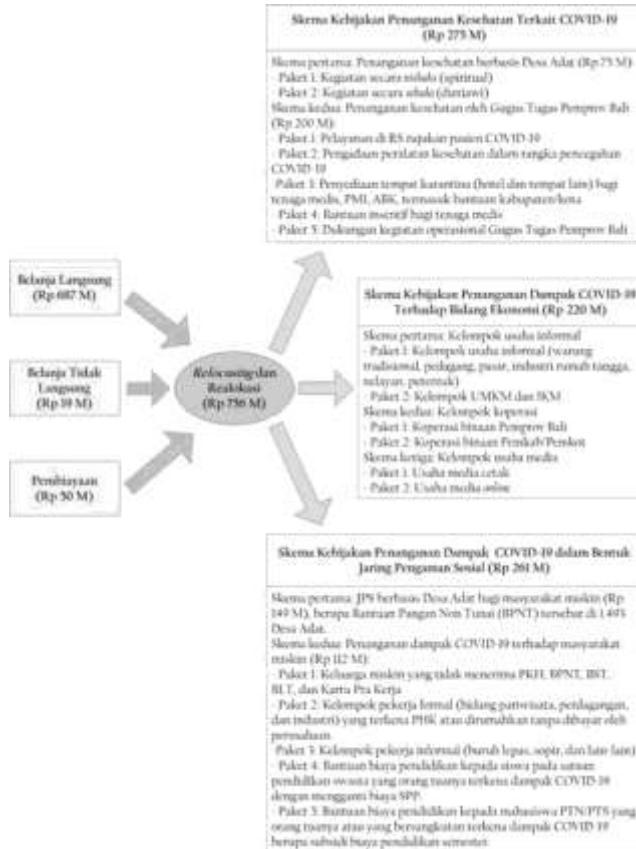 Skema Kebijakan Penanganan Kesehatan Terkait COVID-19
(Rp 275 M)
Skema pertama: Penanganan kesehatan berbasis Desa Adat (Rp 75 M)
- Paket 1: Kegiatan secara niskala (spiritual)
- Paket 2: Kegiatan secara sekala (duniawi)
Skema kedua: Penanganan kesehatan oleh Gugus Tugas Pemprov Bali
(Rp 200 M):
- Paket 1: Pelayanan di RS rujukan pasien COVID-19
- Paket 2: Pengadaan peralatan kesehatan dalam rangka pencegahan
COVID-19
- Paket 3: Penyediaan tempat karantina (hotel dan tempat lain) bagi
tenaga medis, PMI, ABK, termasuk bantuan kabupaten/kota
- Paket 4: Bantuan insentif bagi tenaga medis
- Paket 5: Dukungan kegiatan operasional Gugus Tugas Pemprov Bali
Belanja Langsung
(Rp 687 M)
Belanja Tidak
Langsung
(Rp 19 M)
Pembiayaan
(Rp 50 M)
Relocusing dan
Realokasi
(Rp 756 M)
Skema Kebijakan Penanganan Dampak COVID-19
Terhadap Bidang Ekonomi (Rp 220 M)
Skema pertama: Kelompok usaha informal
- Paket 1: Kelompok usaha informal (warung
tradisional, pedagang, pasar, industri rumah tangga,
nelayan, peternak)
- Paket 2: Kelompok UMKM dan IKM
Skema kedua: Kelompok koperasi
- Paket 1: Koperasi binaan Pemprov Bali
- Paket 2: Koperasi binaan Pemkab/Pemkot
Skema ketiga: Kelompok usaha media
- Paket 1: Usaha media cetak
- Paket 2: Usaha media online
Skema Kebijakan Penanganan Dampak COVID-19 dalam Bentuk
Jaring Pengaman Sosial (Rp 261 M)
Skema pertama: JPS berbasis Desa Adat bagi masyarakat miskin (Rp
149 M), berupa Bantuan Pangan Non Tunai (BPNT) tersebar di 1.493
Desa Adat.
Skema kedua: Penanganan dampak COVID-19 terhadap masyarakat
miskin (Rp 112 M):
- Paket 1: Keluarga miskin yang tidak menerima PKH, BPNT, BST,
BLT, dan Kartu Pra Kerja
- Paket 2: Kelompok pekerja formal (bidang pariwisata, perdagangan,
dan industri) yang terkena PHK atau dirumahkan tanpa dibayar oleh
perusahaan
- Paket 3: Kelompok pekerja informal (buruh lepas, sopir, dan lain-lain)
- Paket 4: Bantuan biaya pendidikan kepada siswa pada satuan
pendidikan swasta yang orang tuanya terkena dampak COVID-19
dengan mengganti biaya SPP.
- Paket 5: Bantuan biaya pendidikan kepada mahasiswa PTN/PTS yang
orang tuanya atau yang bersangkutan terkena dampak COVID-19
berupa subsidi biaya pendidikan semester.